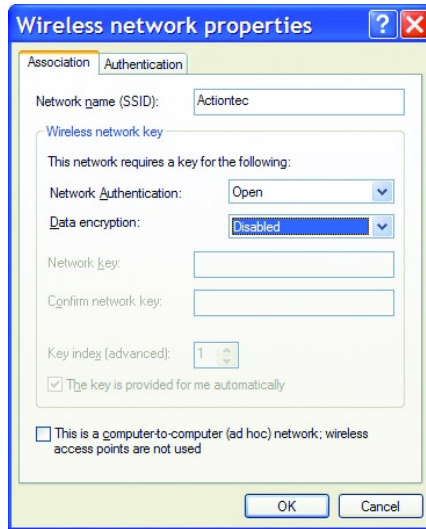 Wireless network properties
Association
Authentication
Network name (SSID):
Actiontec
Wireless network key
This network requires a key for the following:
Network Authentication:
Open
Data encryption:
Disabled
Network key:
Confirm network key:
Key index (advanced):
1
The key is provided for me automatically
This is a computer-to-computer (ad hoc) network; wireless
access points are not used
OK
Cancel